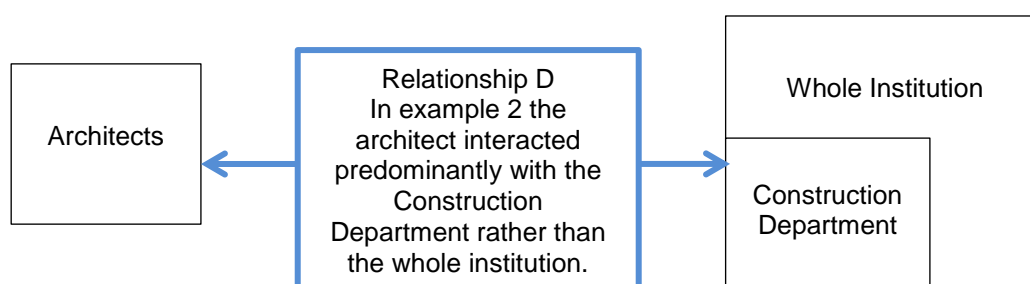 Architects
Relationship D
In example 2 the
architect interacted
predominantly with the
Construction
Department rather than
the whole institution.
Whole Institution
Construction
Department